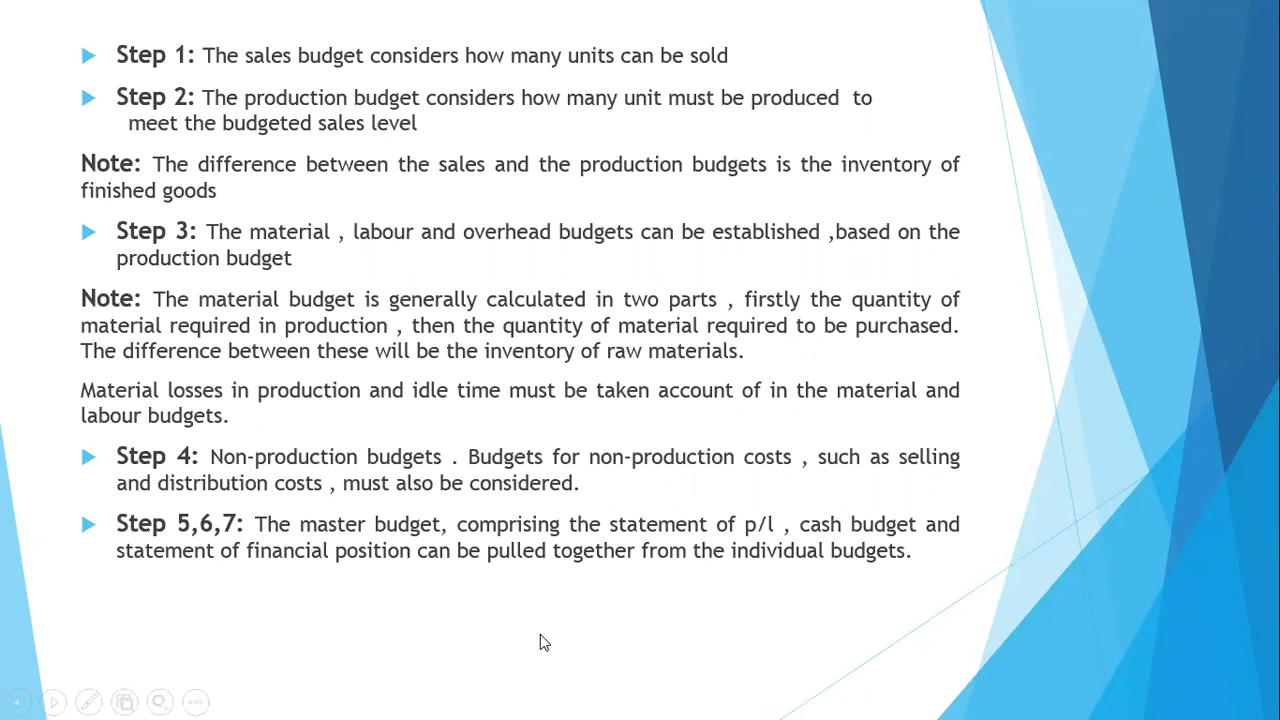 Step 1: The sales budget considers how many units can be sold
Step 2: The production budget considers how many unit must be produced  to
meet the budgeted sales level
Note: The difference between the sales and the production budgets is the inventory of
finished goods
Step 3: The material , labour and overhead budgets can be established ,based on the
production budget
Note: The material budget is generally calculated in two parts , firstly the quantity of
material required in production , then the quantity of material required to be purchased.
The difference between these will be the inventory of raw materials.
Material losses in production and idle time must be taken account of in the material and
labour budgets.
Step 4: Non-production budgets . Budgets for non-production costs , such as selling
and distribution costs , must also be considered.
Step 5,6,7: The master budget, comprising the statement of p/l , cash budget and
statement of financial position can be pulled together from the individual budgets.